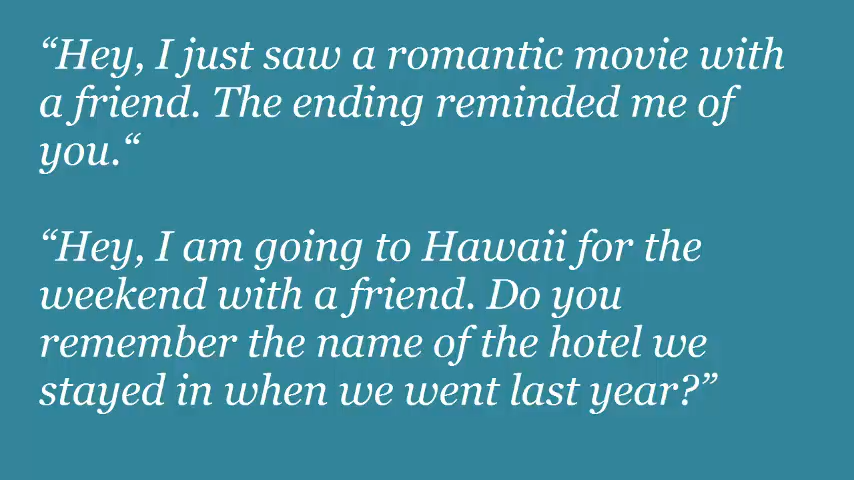 “Hey, I just saw a romantic movie with
a friend. The ending reminded me of
you.“
“Hey, I am going to Hawaii for the
weekend with a friend. Do you
remember the name of the hotel we
stayed in when we went last year?”